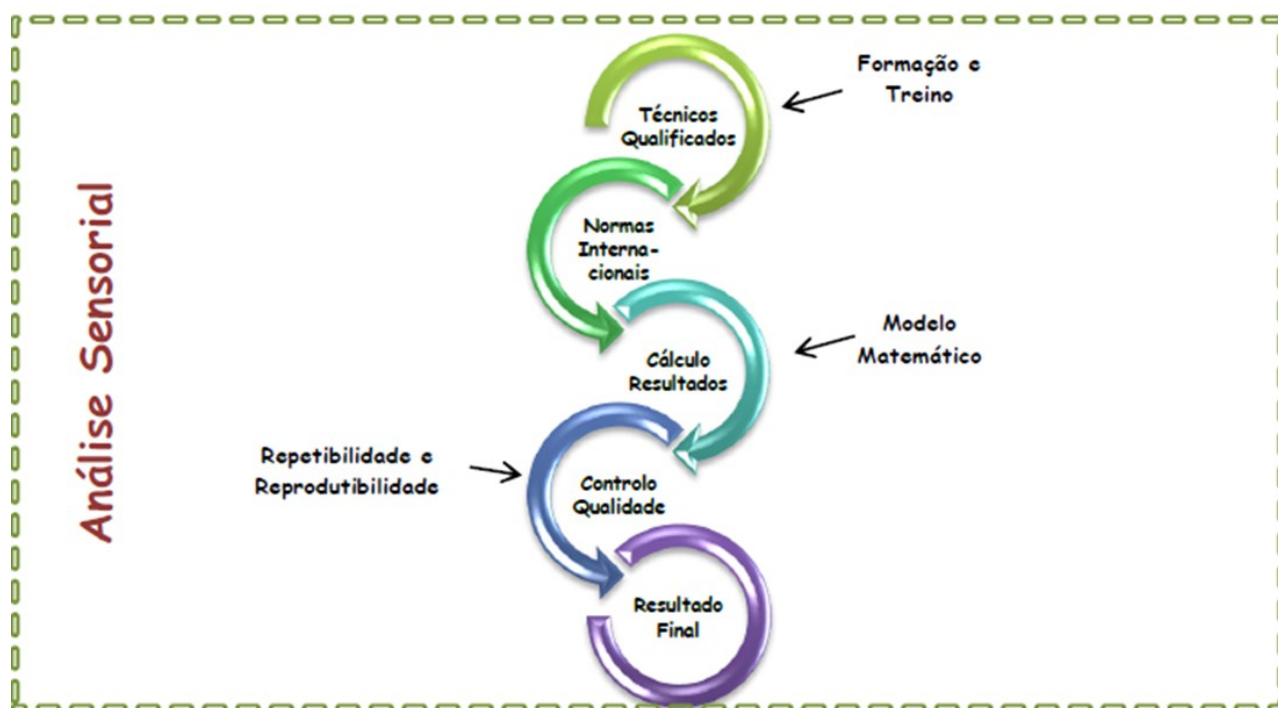 Análise Sensorial
Formação e
Treino
Técnicos
Qualificados
Normas
Interna-
cionais
Modelo
Matemático
Cálculo
Resultados
Repetibilidade e
Reprodutibilidade
Controlo
Qualidade
Resultado
Final